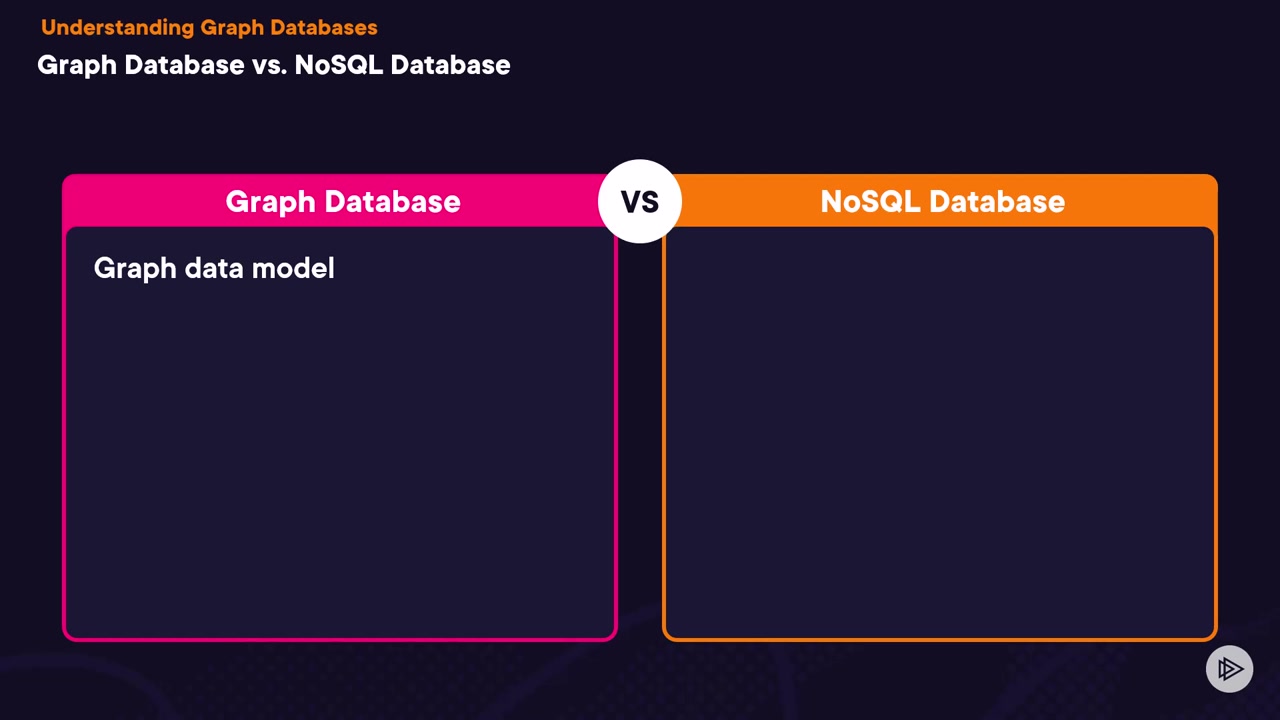 Understanding Graph Databases
Graph Database vs. NoSQL Database
Graph Database
VS
NoSQL Database
Graph data model